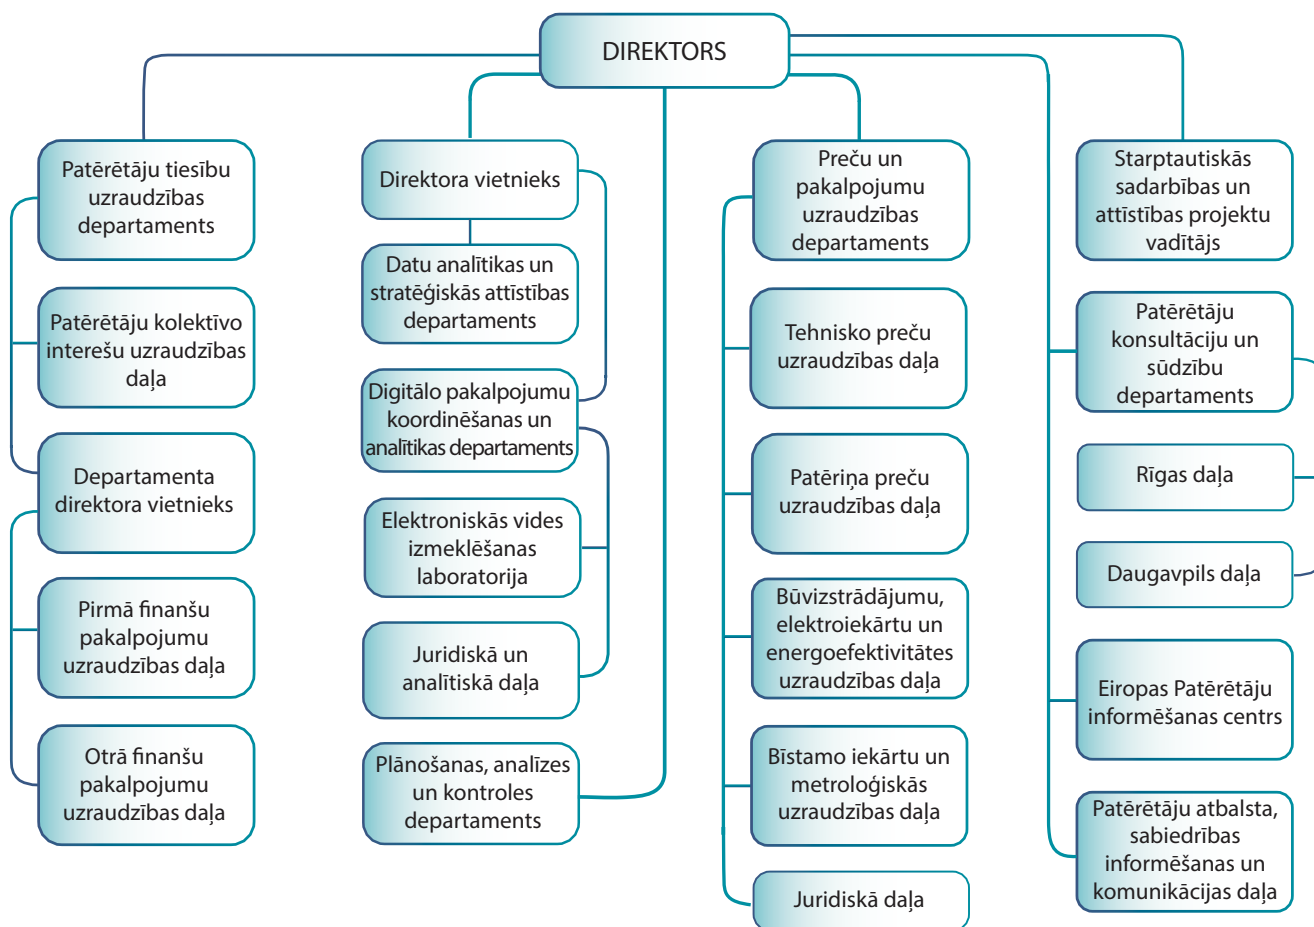 DIREKTORS
Patērētāju tiesību
uzraudzības
departaments
Patērētāju kolektīvo
interešu uzraudzības
daļa
Departamenta
direktora vietnieks
Pirmā finanšu
pakalpojumu
uzraudzības daļa
Otrā finanšu
pakalpojumu
uzraudzības daļa
Direktora vietnieks
Datu analītikas un
stratēģiskās attīstības
departaments
Digitālo pakalpojumu
koordinēšanas un
analītikas departaments
Elektroniskās vides
izmeklēšanas
laboratorija
Juridiskā un
analītiskā daļa
Plānošanas, analīzes
un kontroles
departaments
Preču un
pakalpojumu
uzraudzības
departaments
Tehnisko preču
uzraudzības daļa
Patēriņa preču
uzraudzības daļa
Būvizstrādājumu,
elektroiekārtu un
energoefektivitātes
uzraudzības daļa
Bīstamo iekārtu un
metroloģiskās
uzraudzības daļa
Juridiskā daļa
Starptautiskās
sadarbības un
attīstības projektu
vadītājs
Patērētāju
konsultāciju un
sūdzību
departaments
Rīgas daļa
Daugavpils daļa
Eiropas Patērētāju
informēšanas centrs
Patērētāju atbalsta,
sabiedrības
informēšanas un
komunikācijas daļa